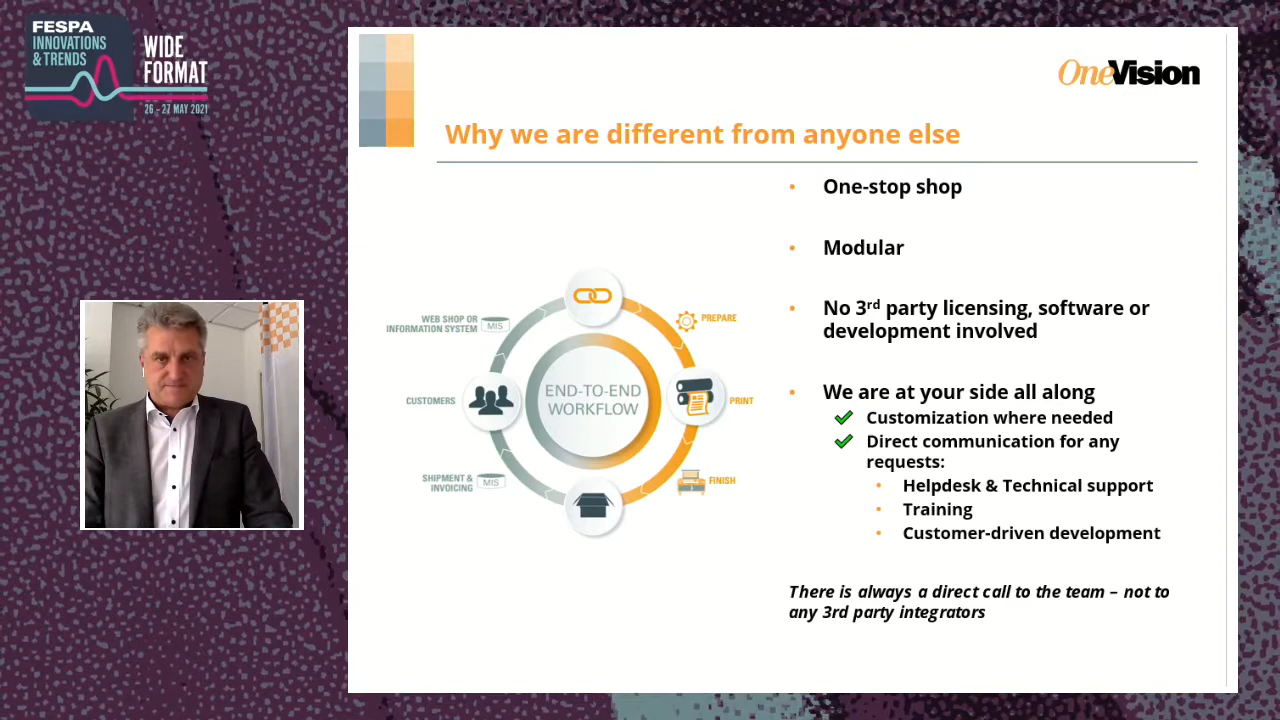 FESPA
INNOVATIONS
& TRENDS
WIDE
FORMAT
26 - 27 MAY 2021
OneVision
Why we are different from anyone else
WEB SHOP OR
INFORMATION SYSTEM
MIS
PREPARE
CUSTOMERS
END-TO-END
WORKFLOW
PRINT
SHIPMENT &
INVOICING
MIS
FINISH
• One-stop shop
• Modular
• No 3rd party licensing, software or
development involved
• We are at your side all along
✔ Customization where needed
✔ Direct communication for any
requests:
• Helpdesk & Technical support
• Training
• Customer-driven development
There is always a direct call to the team – not to
any 3rd party integrators